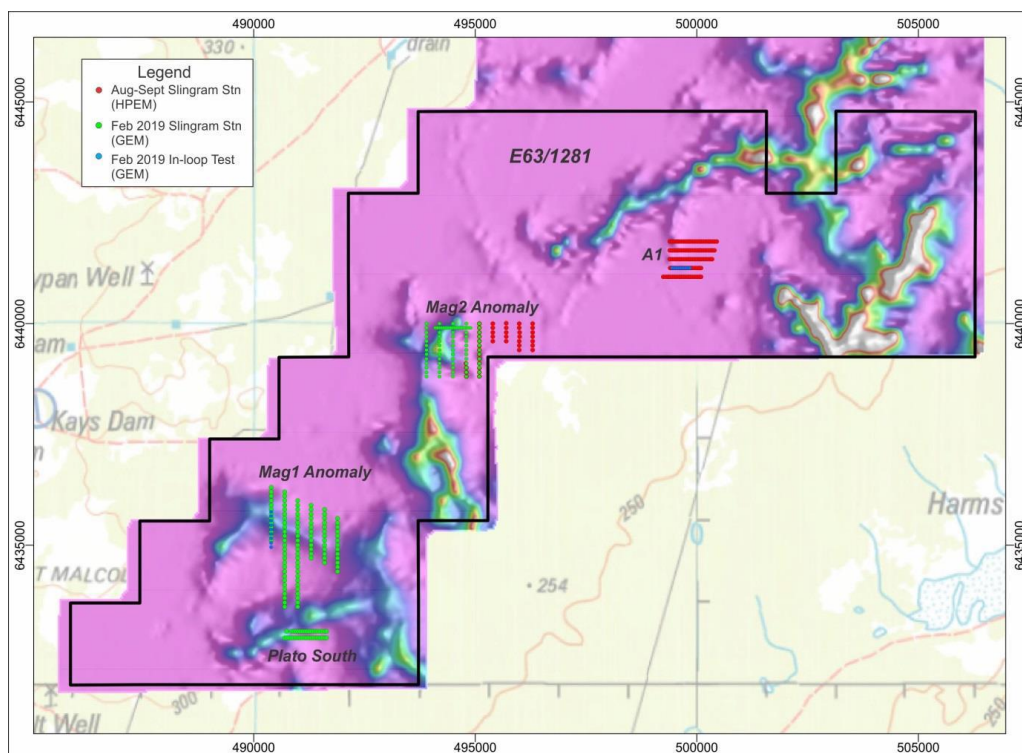 490000
495000
500000
505000
330
drain
Legend
Aug-Sept Slingram Stn
(HPEM)
Feb 2019 Slingram Stn
(GEM)
Feb 2019 In-loop Test
(GEM)
6445000
6445000
E63/1281
ypan Well
A1
Mag2 Anomaly
6440000
6440000
am
Kays Dam
Mag1 Anomaly
250
Harms
6435000
6435000
T MALCOL
254
Plato South
300
250
lt Well
490000
495000
500000
505000